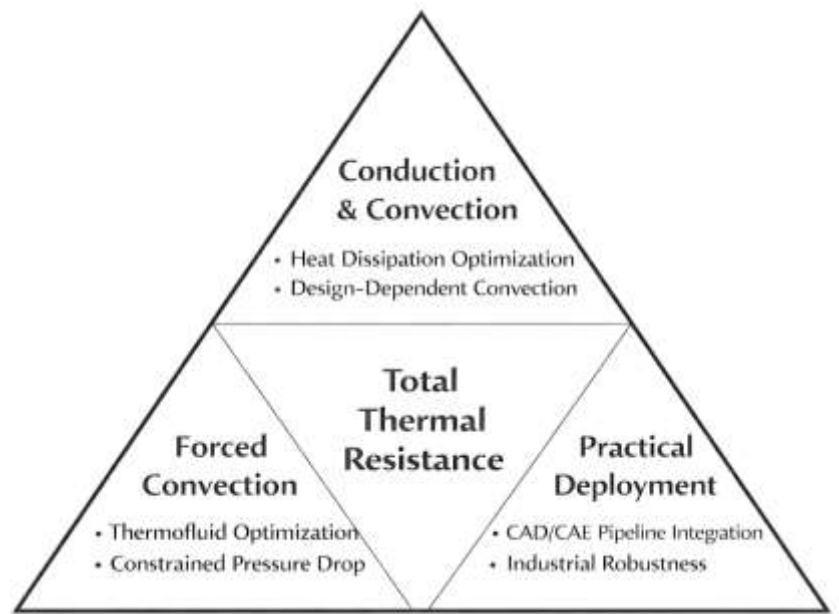 Conduction
& Convection
• Heat Dissipation Optimization
• Design-Dependent Convection
Total
Thermal
Resistance
Forced
Convection
• Thermofluid Optimization
• Constrained Pressure Drop
Practical
Deployment
• CAD/CAE Pipeline Integration
• Industrial Robustness